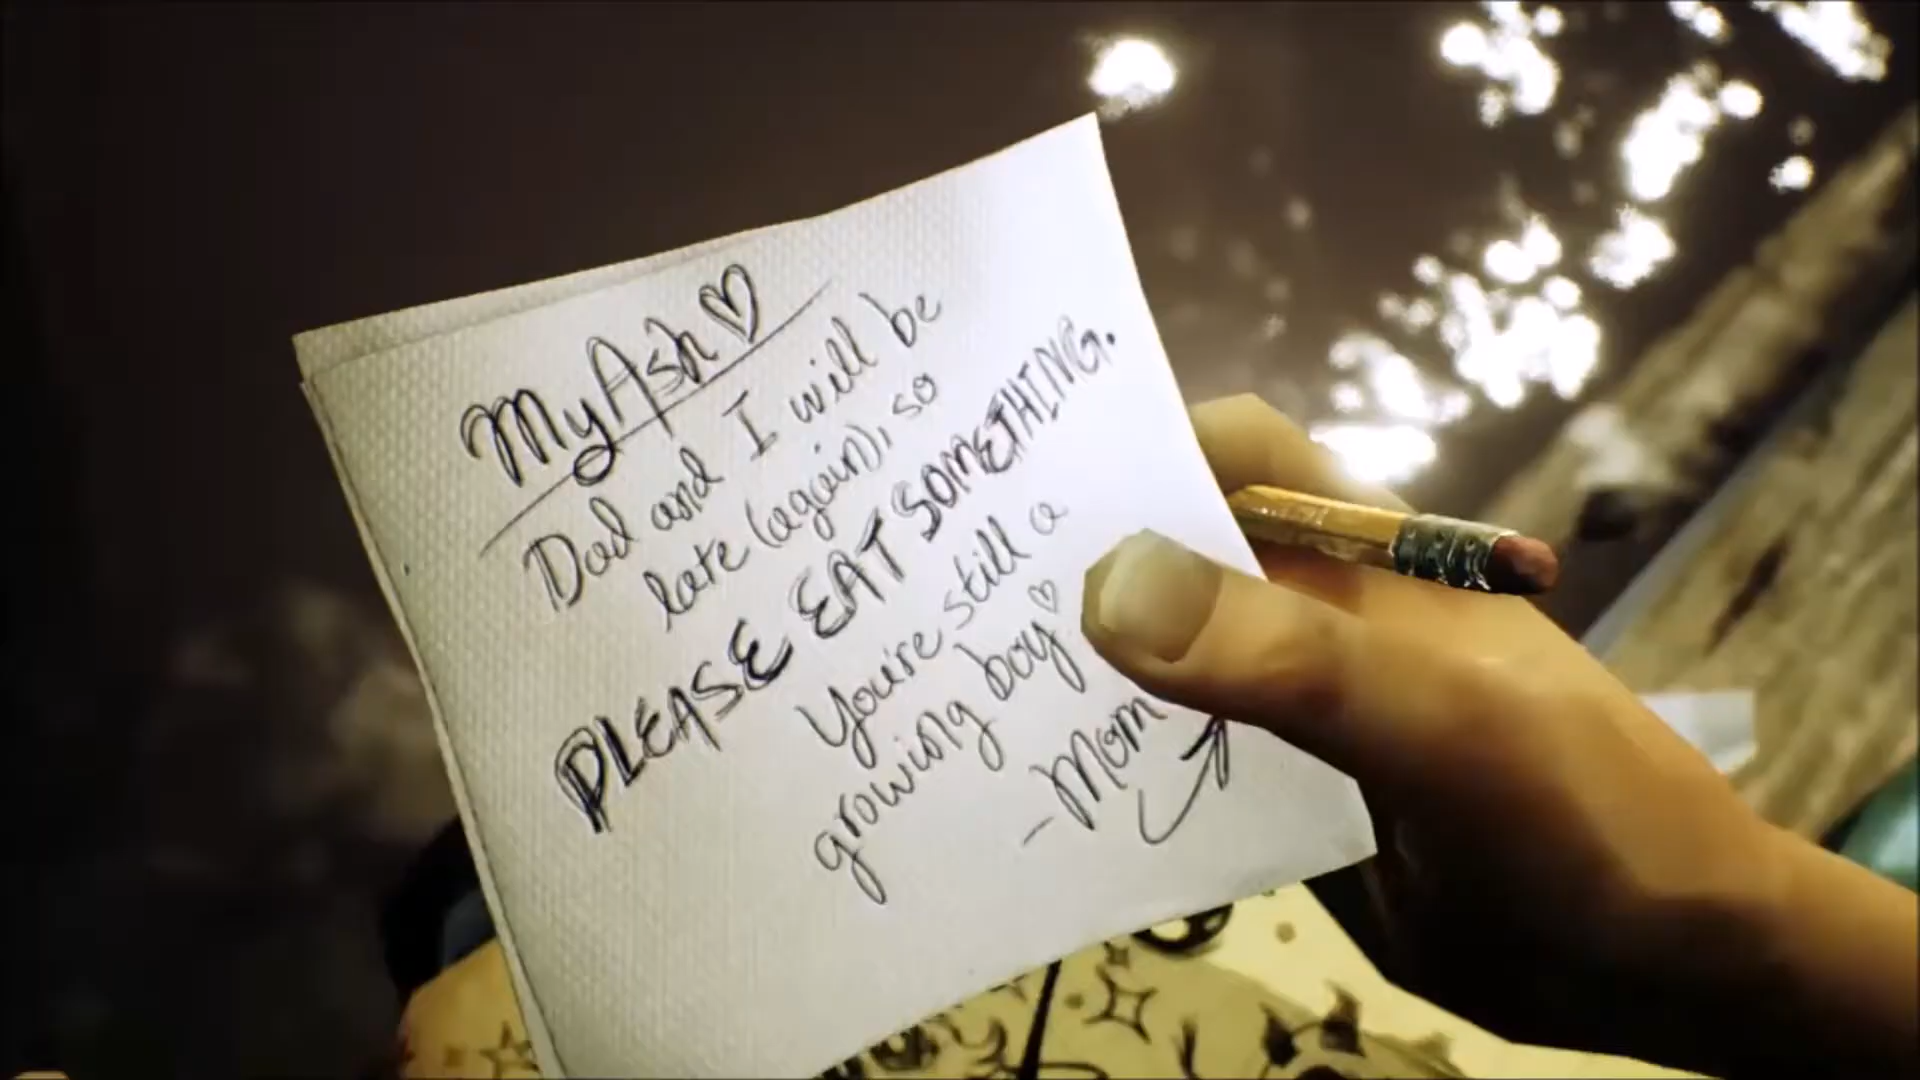 My Ash♡
Dad and I will be
late (again), so
PLEASE EAT SOMETHING.
You're still a
growing boy♡
-Mom